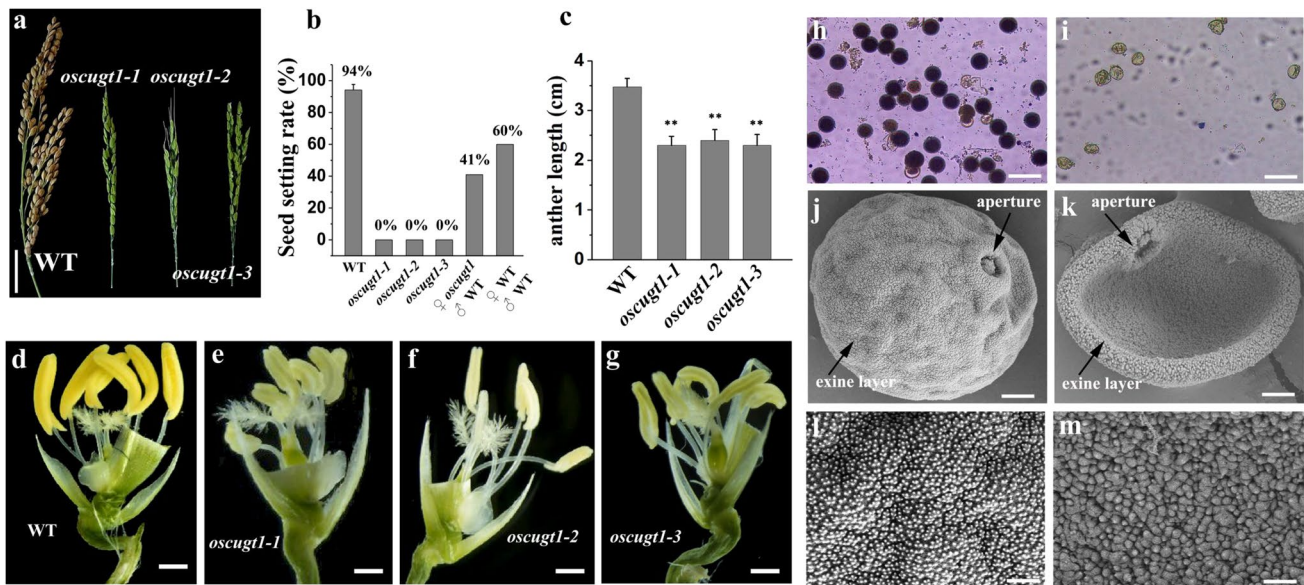 a
oscugt1-1
oscugt1-2
WT
oscugt1-3
b
Seed setting rate (%)
100
80
60
40
20
0
94%
0%
0%
0%
41%
60%
WT
oscugt1-1
oscugt1-2
oscugt1-3
♀ oscugt1
♂ WT
♀ WT
♂ WT
c
anther length (cm)
4
3
2
1
0
**
**
**
WT
oscugt1-1
oscugt1-2
oscugt1-3
h
i
j
aperture
exine layer
k
aperture
exine layer
d
WT
e
oscugt1-1
f
oscugt1-2
g
oscugt1-3
l
m